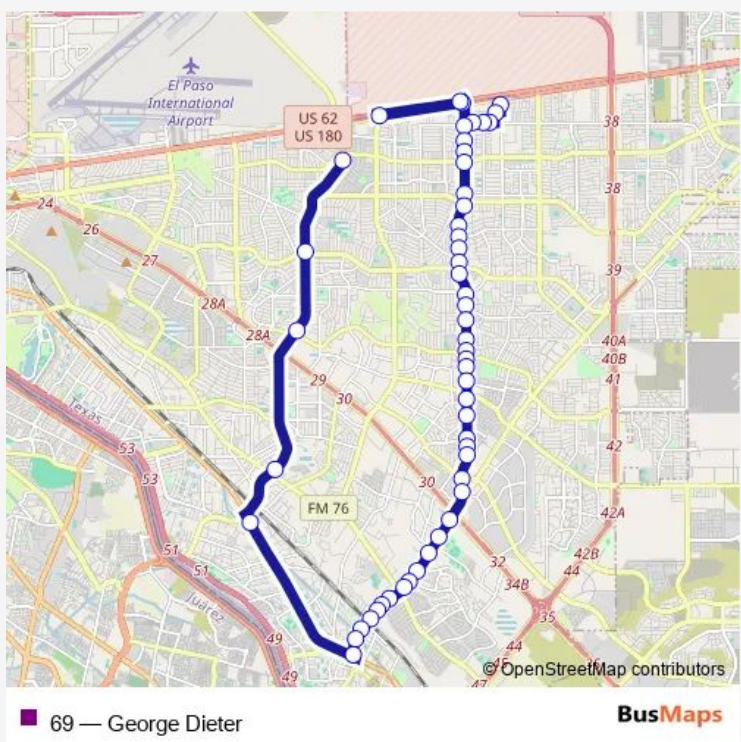 El Paso
International
Airport
US 62
US 180
38
24
26
38
27
39
28A
28A
40A
40B
29
41
30
Texas
53
42
53
30
FM 76
42A
51
42B
32
44
51
34B
Juárez
35
49
44
45
49
47
© OpenStreetMap contributors
69 — George Dieter
BusMaps